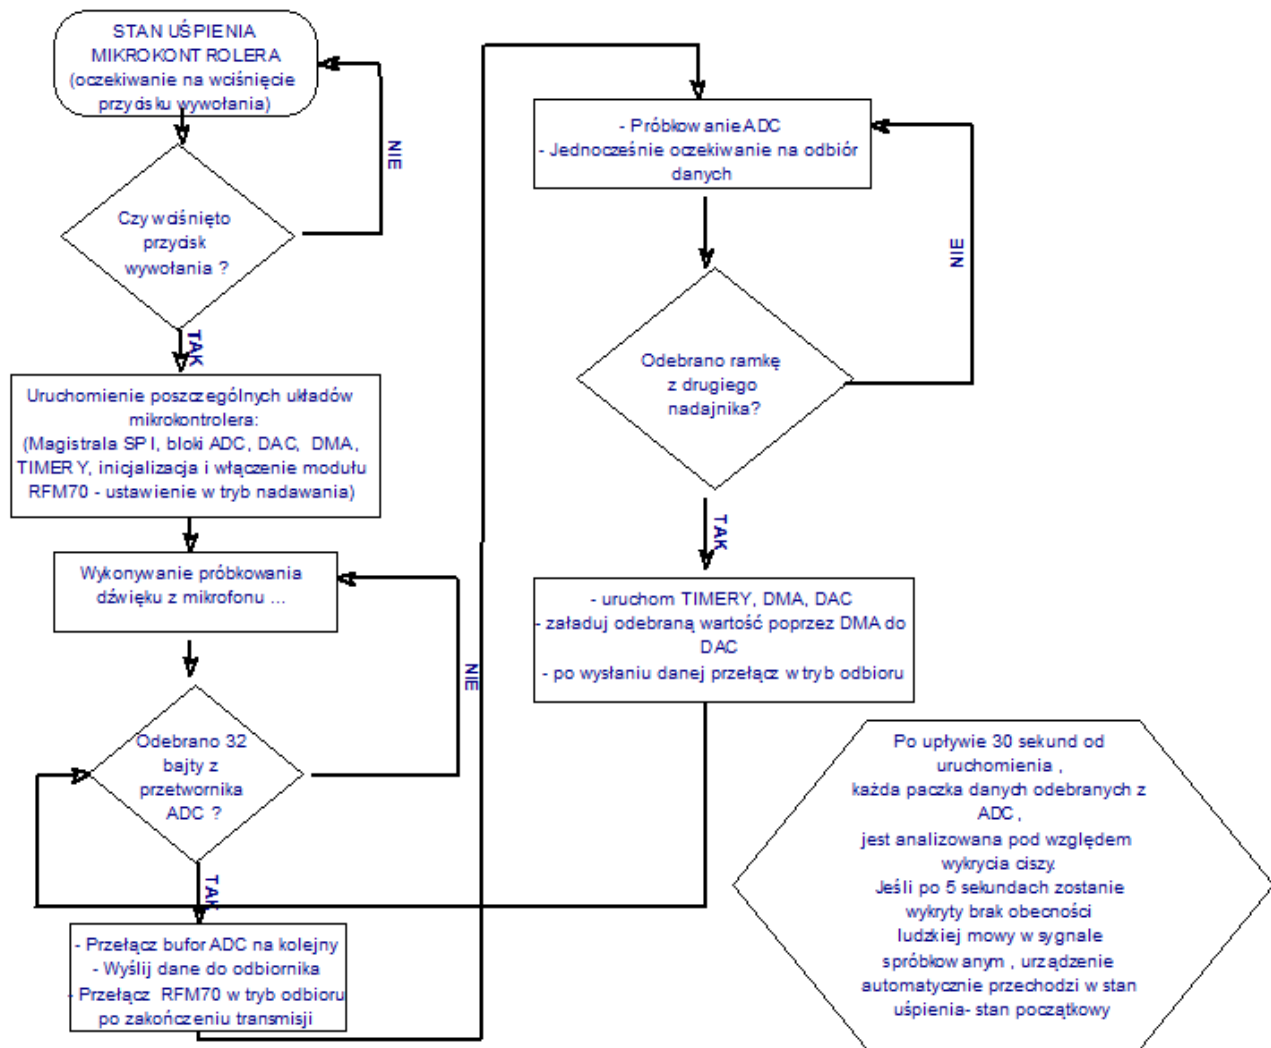 STAN UŚPIENIA
MIKROKONTROLERA
(oczekiwanie na wciśnięcie
przycisku wywołania)
NIE
Czy wciśnięto
przycisk
wywołania ?
TAK
Uruchomienie poszczególnych układów
mikrokontrolera:
(Magistrala SPI, bloki ADC, DAC, DMA,
TIMERY, inicjalizacja i włączenie modułu
RFM70 - ustawienie w tryb nadawania)
Wykonywanie próbkowania
dźwięku z mikrofonu ...
NIE
Odebrano 32
bajty z
przetwornika
ADC ?
TAK
- Przełącz bufor ADC na kolejny
- Wyślij dane do odbiornika
- Przełącz RFM70 w tryb odbioru
po zakończeniu transmisji
- Próbkowanie ADC
- Jednocześnie oczekiwanie na odbiór
danych
NIE
Odebrano ramkę
z drugiego
nadajnika?
TAK
- uruchom TIMERY, DMA, DAC
- załaduj odebraną wartość poprzez DMA do
DAC
- po wysłaniu danej przełącz w tryb odbioru
Po upływie 30 sekund od
uruchomienia ,
każda paczka danych odebranych z
ADC ,
jest analizowana pod względem
wykrycia ciszy.
Jeśli po 5 sekundach zostanie
wykryty brak obecności
ludzkiej mowy w sygnale
spróbkowanym , urządzenie
automatycznie przechodzi w stan
uśpienia- stan początkowy